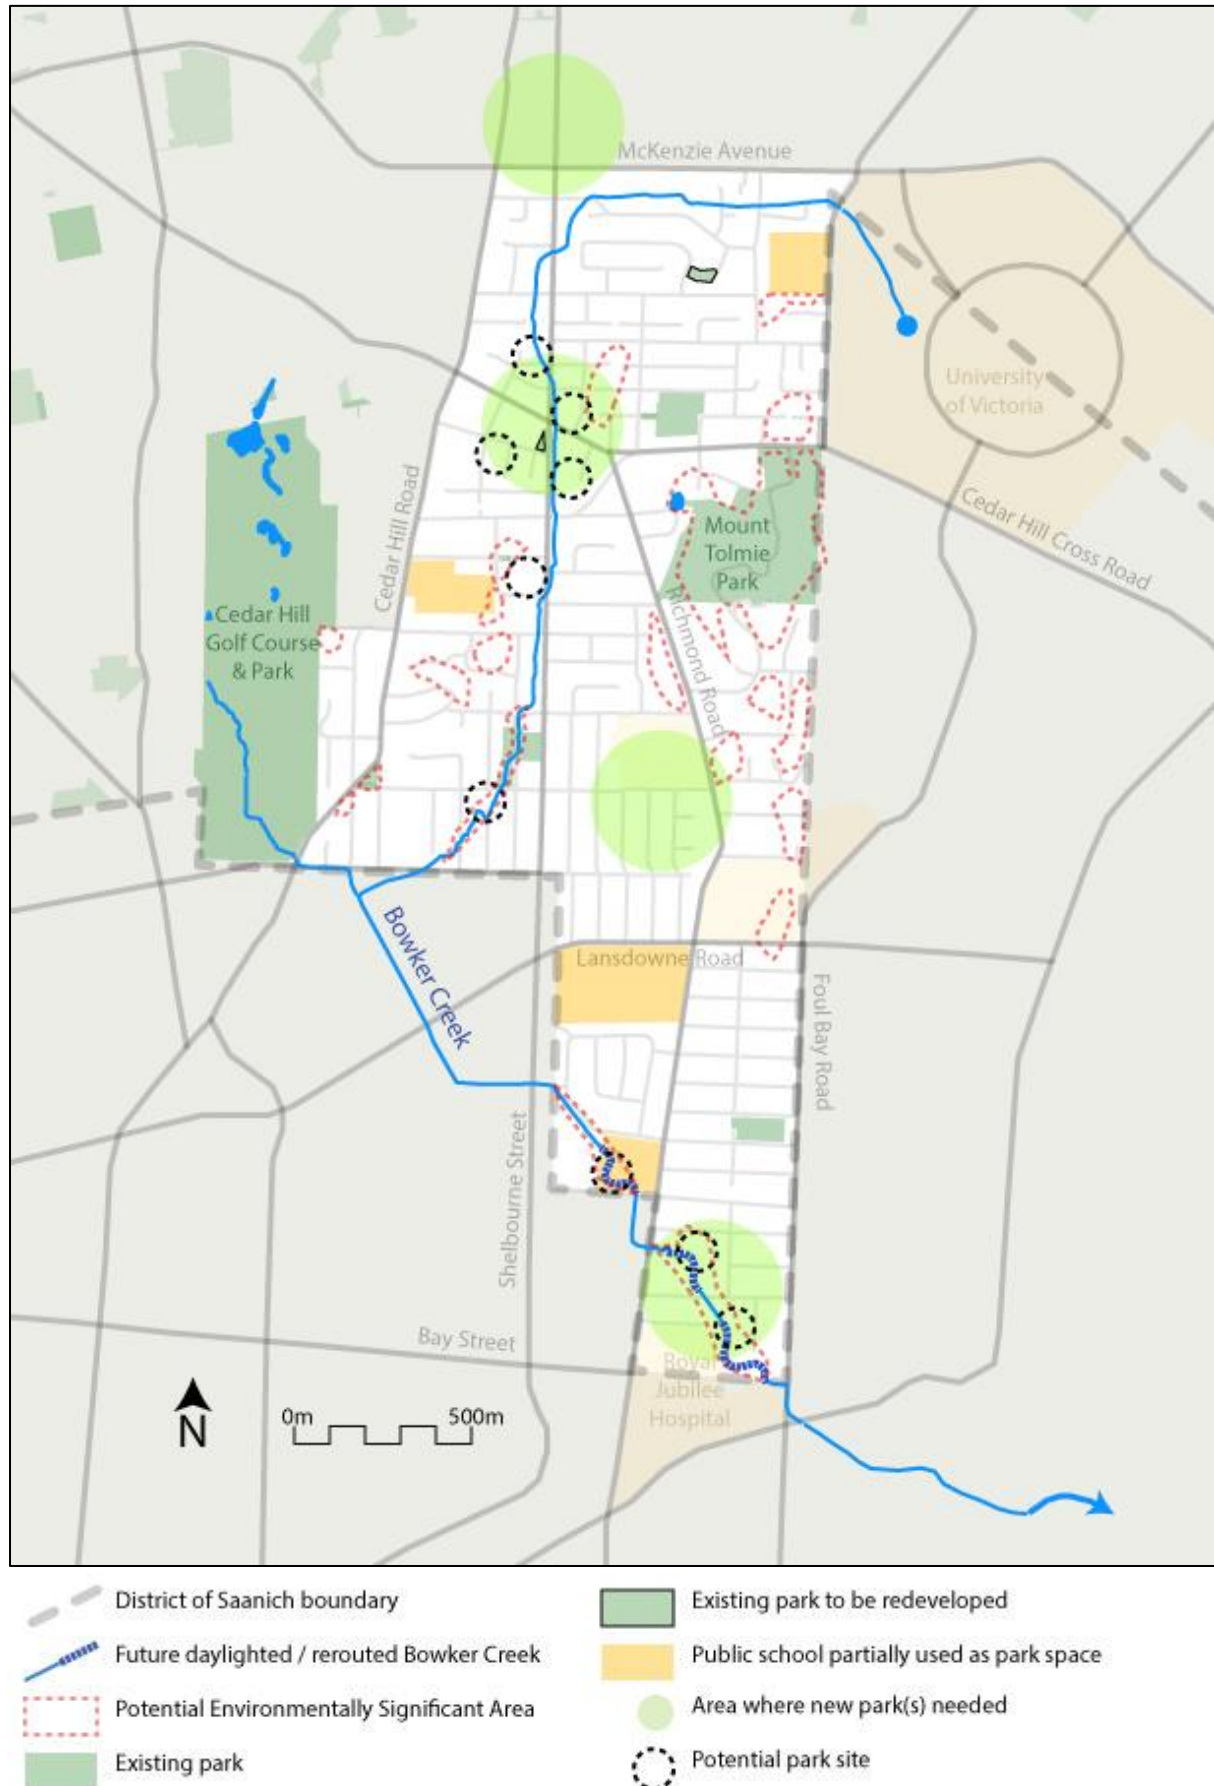 McKenzie Avenue
University
of Victoria
Cedar Hill Cross Road
Cedar Hill Road
Mount
Tolmie
Park
Richmond Road
Cedar Hill
Golf Course
& Park
Bowker Creek
Lansdowne Road
Foul Bay Road
Shelbourne Street
Bay Street
Royal
Jubilee
Hospital
N
0m 500m
District of Saanich boundary
Existing park to be redeveloped
Future daylighted / rerouted Bowker Creek
Public school partially used as park space
Potential Environmentally Significant Area
Area where new park(s) needed
Existing park
Potential park site